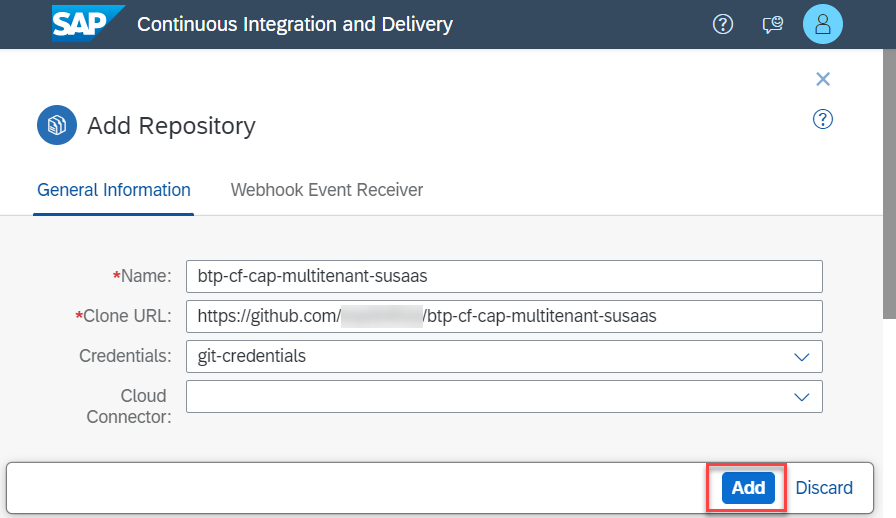 SAP Continuous Integration and Delivery
Add Repository
General Information Webhook Event Receiver
*Name: btp-cf-cap-multitenant-susaas
*Clone URL: https://github.com/ /btp-cf-cap-multitenant-susaas
Credentials: git-credentials
Cloud
Connector:
Add Discard